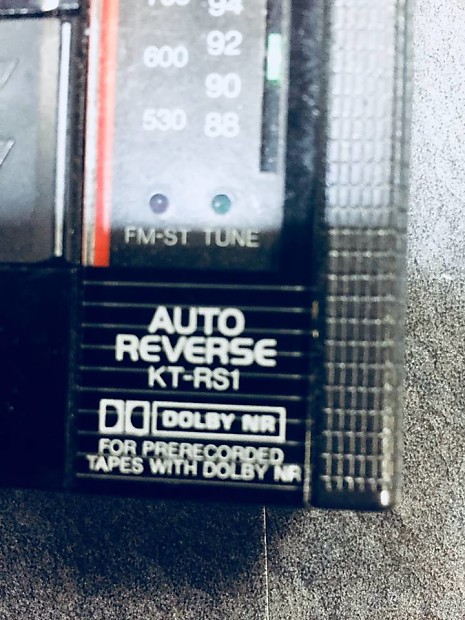 94
600 92
90
530 88
FM-ST TUNE
AUTO
REVERSE
KT-RS1
DOLBY NR
FOR PRERECORDED
TAPES WITH DOLBY NR